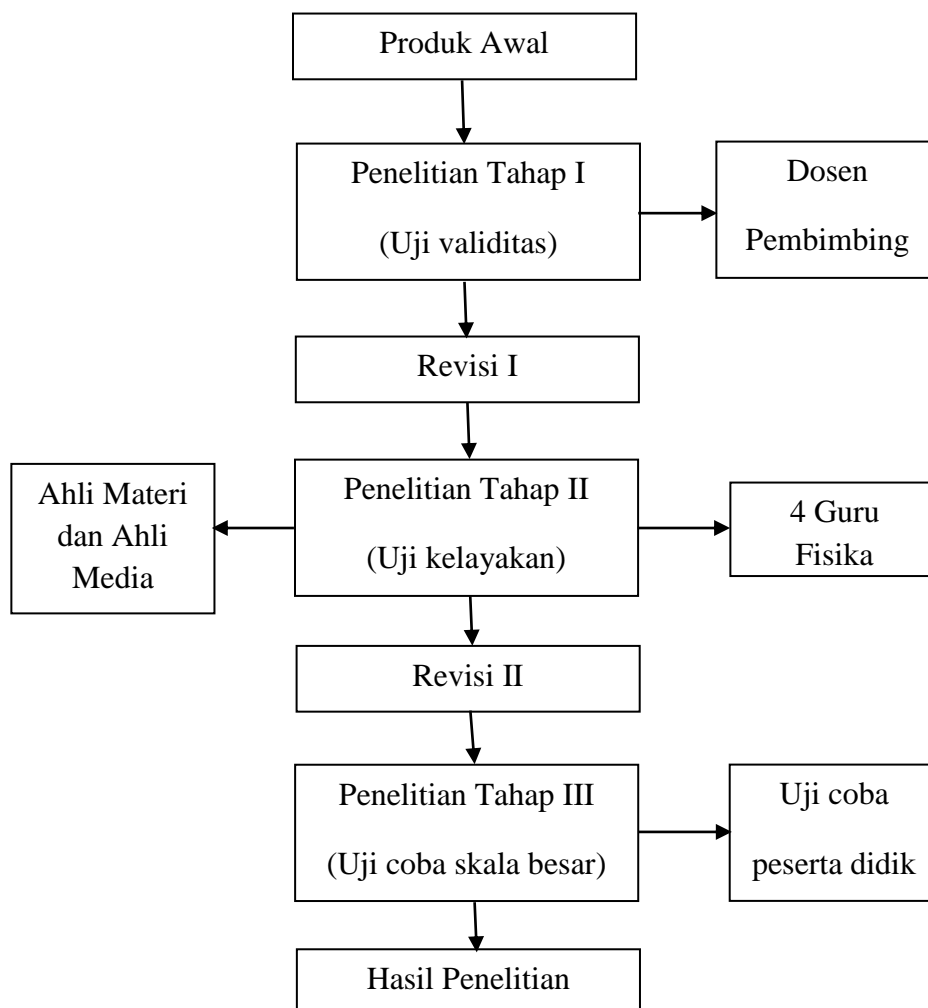 Produk Awal
Penelitian Tahap I
(Uji validitas)
Dosen
Pembimbing
Revisi I
Ahli Materi
dan Ahli
Media
Penelitian Tahap II
(Uji kelayakan)
4 Guru
Fisika
Revisi II
Penelitian Tahap III
(Uji coba skala besar)
Uji coba
peserta didik
Hasil Penelitian